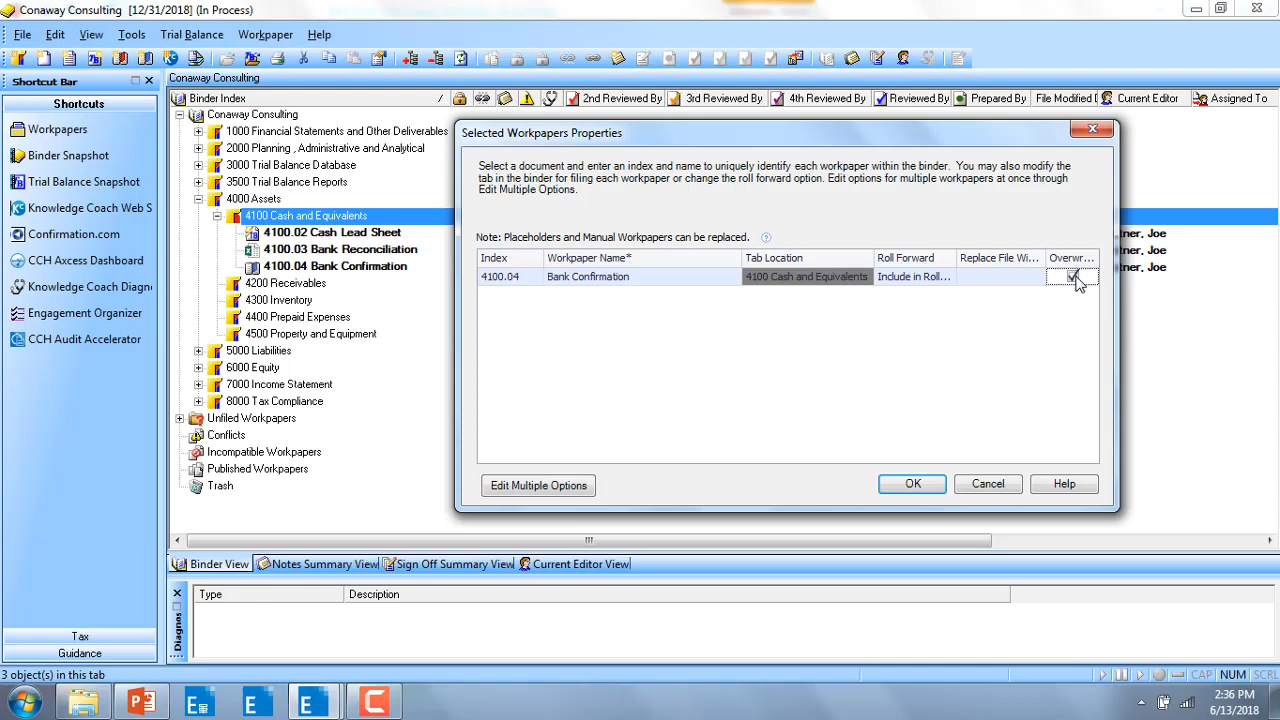 Conaway Consulting [12/31/2018] (In Process)
File Edit View Tools Trial Balance Workpaper Help
Shortcut Bar
Shortcuts
Workpapers
Binder Snapshot
Trial Balance Snapshot
Knowledge Coach Web S
Confirmation.com
CCH Axcess Dashboard
Knowledge Coach Diagn
Engagement Organizer
CCH Audit Accelerator
Tax
Guidance
Conaway Consulting
Binder Index / 2nd Reviewed By 3rd Reviewed By 4th Reviewed By Reviewed By Prepared By File Modified D Current Editor Assigned To
Conaway Consulting
1000 Financial Statements and Other Deliverables
2000 Planning , Administrative and Analytical
3000 Trial Balance Database
3500 Trial Balance Reports
4000 Assets
4100 Cash and Equivalents
4100.02 Cash Lead Sheet
4100.03 Bank Reconciliation
4100.04 Bank Confirmation
4200 Receivables
4300 Inventory
4400 Prepaid Expenses
4500 Property and Equipment
5000 Liabilities
6000 Equity
7000 Income Statement
8000 Tax Compliance
Unfiled Workpapers
Conflicts
Incompatible Workpapers
Published Workpapers
Trash
tner, Joe
tner, Joe
tner, Joe
Selected Workpapers Properties
Select a document and enter an index and name to uniquely identify each workpaper within the binder. You may also modify the
tab in the binder for filing each workpaper or change the roll forward option. Edit options for multiple workpapers at once through
Edit Multiple Options.
Note: Placeholders and Manual Workpapers can be replaced.
Index Workpaper Name* Tab Location Roll Forward Replace File Wi... Overwr...
4100.04 Bank Confirmation 4100 Cash and Equivalents Include in Roll...
Edit Multiple Options OK Cancel Help
Binder View Notes Summary View Sign Off Summary View Current Editor View
Diagnos
Type Description
3 object(s) in this tab
CAP NUM SCRL
2:36 PM
6/13/2018